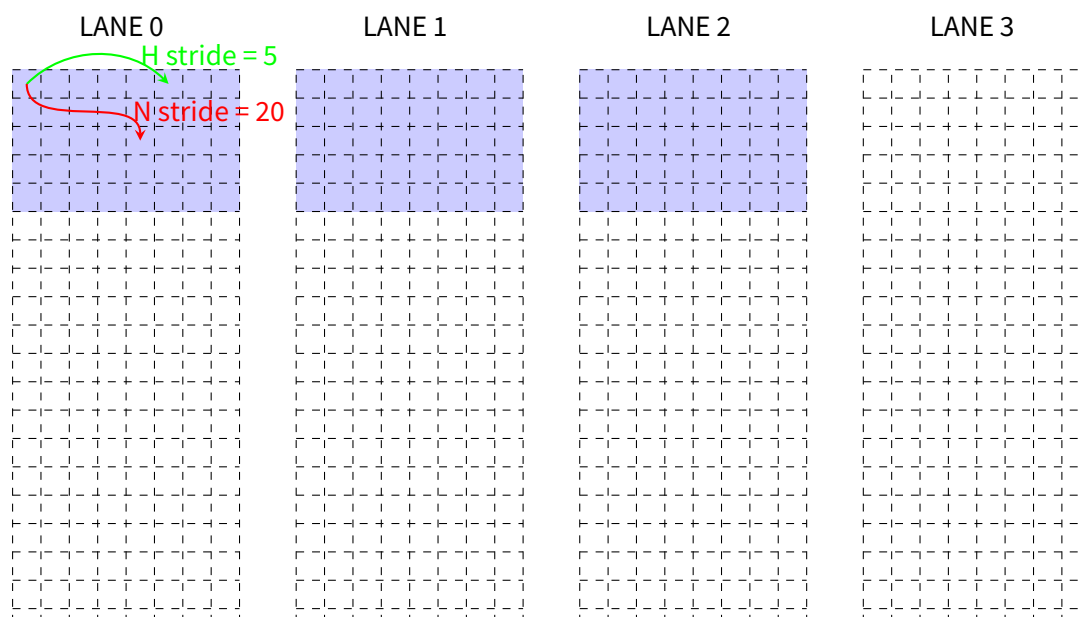 LANE 0
LANE 1
LANE 2
LANE 3
H stride = 5
N stride = 20